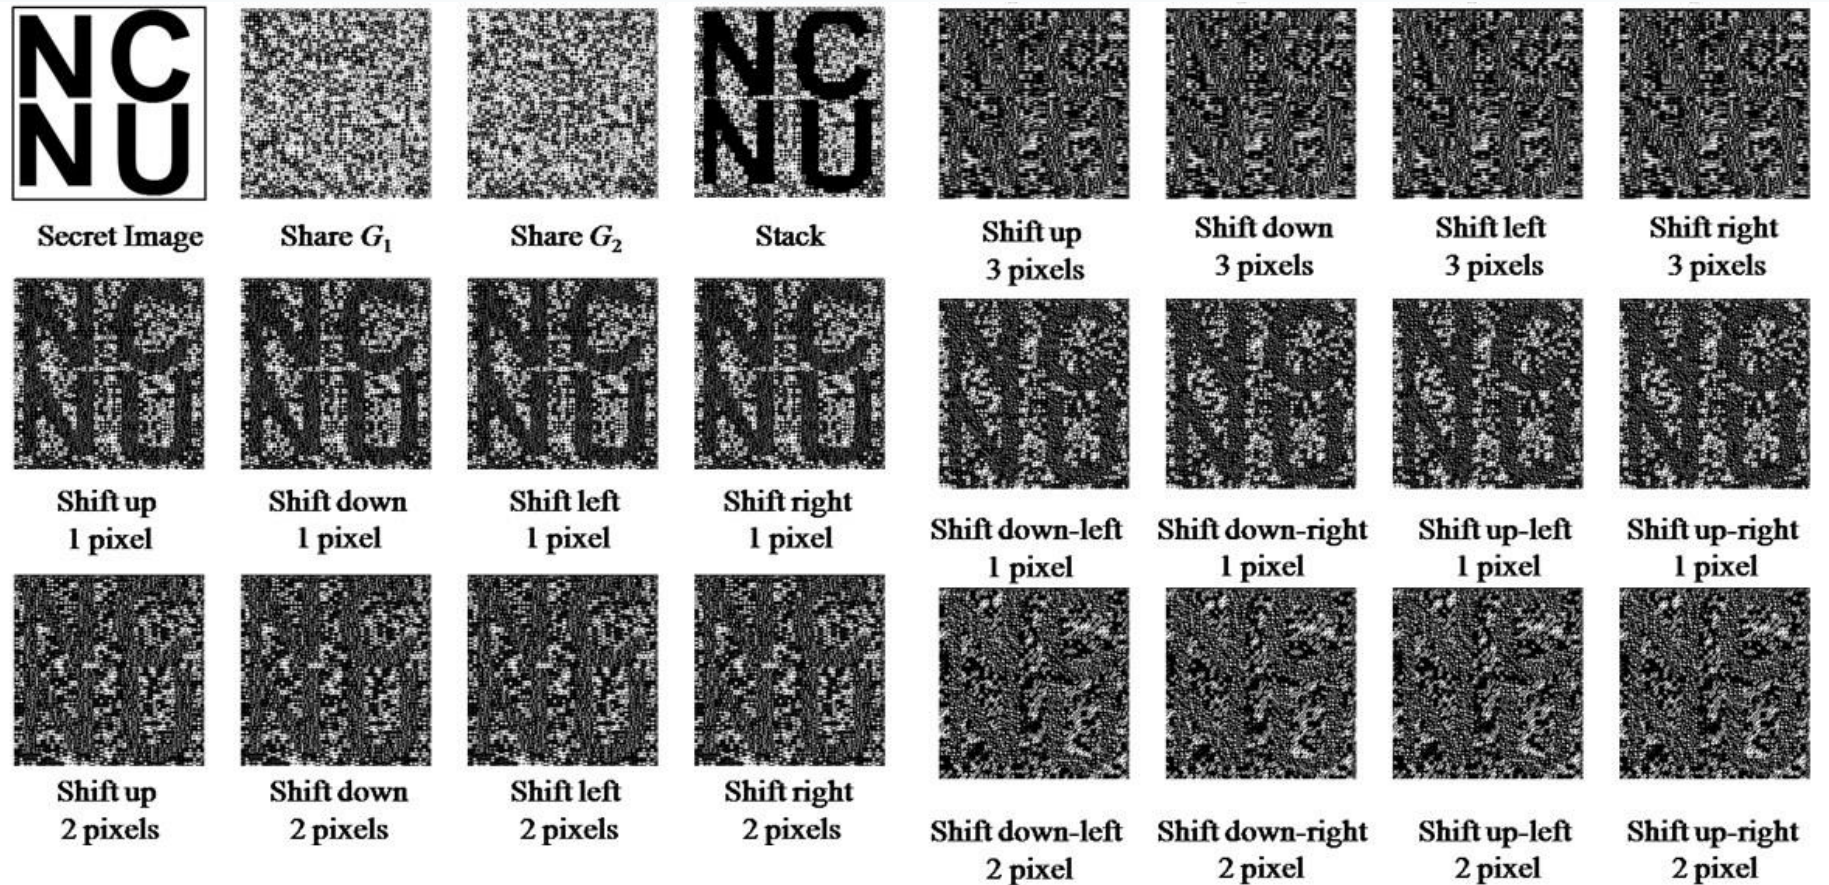 NC
NU
NC
NU
Secret Image
Share G₁
Share G₂
Stack
Shift up
3 pixels
Shift down
3 pixels
Shift left
3 pixels
Shift right
3 pixels
Shift up
1 pixel
Shift down
1 pixel
Shift left
1 pixel
Shift right
1 pixel
Shift down-left
1 pixel
Shift down-right
1 pixel
Shift up-left
1 pixel
Shift up-right
1 pixel
Shift up
2 pixels
Shift down
2 pixels
Shift left
2 pixels
Shift right
2 pixels
Shift down-left
2 pixel
Shift down-right
2 pixel
Shift up-left
2 pixel
Shift up-right
2 pixel